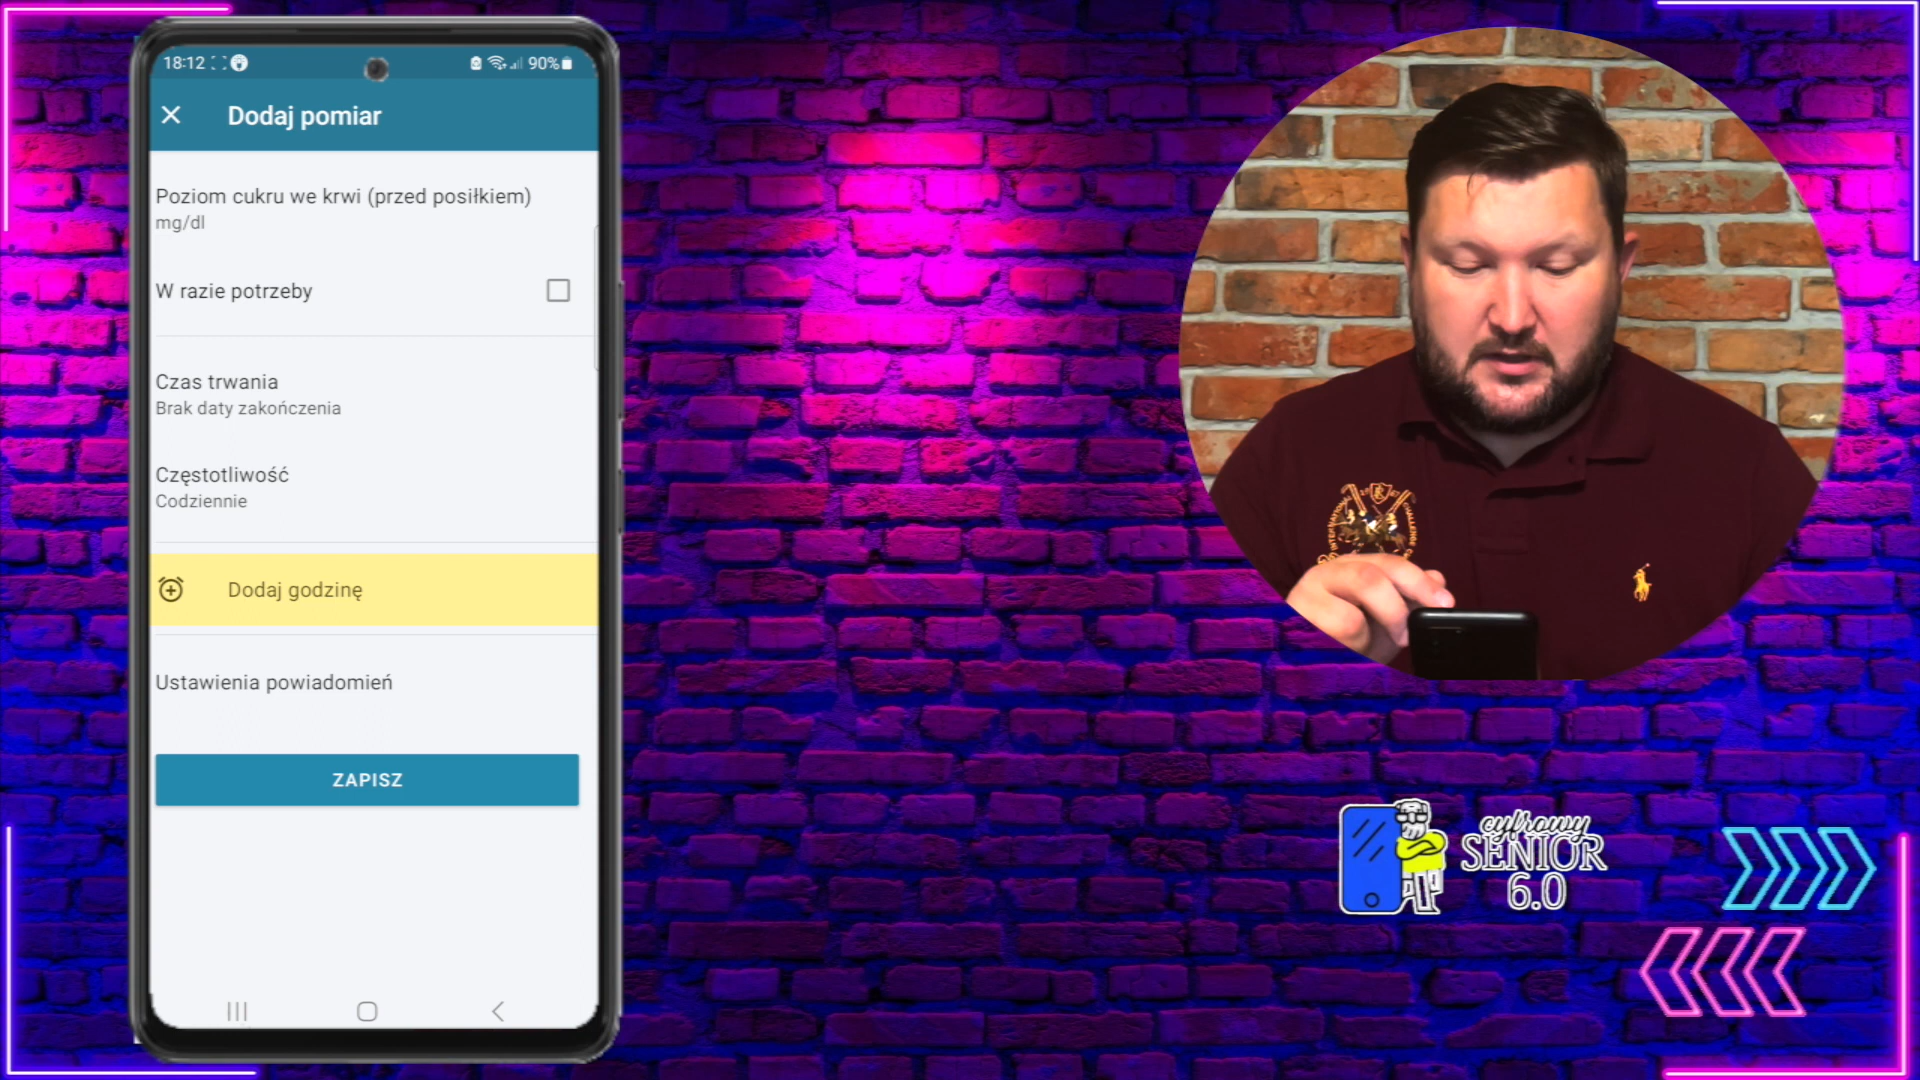 18:12
90%
Dodaj pomiar
Poziom cukru we krwi (przed posiłkiem)
mg/dl
W razie potrzeby
Czas trwania
Brak daty zakończenia
Częstotliwość
Codziennie
Dodaj godzinę
Ustawienia powiadomień
ZAPISZ
cyfrowy
SENIOR
6.0